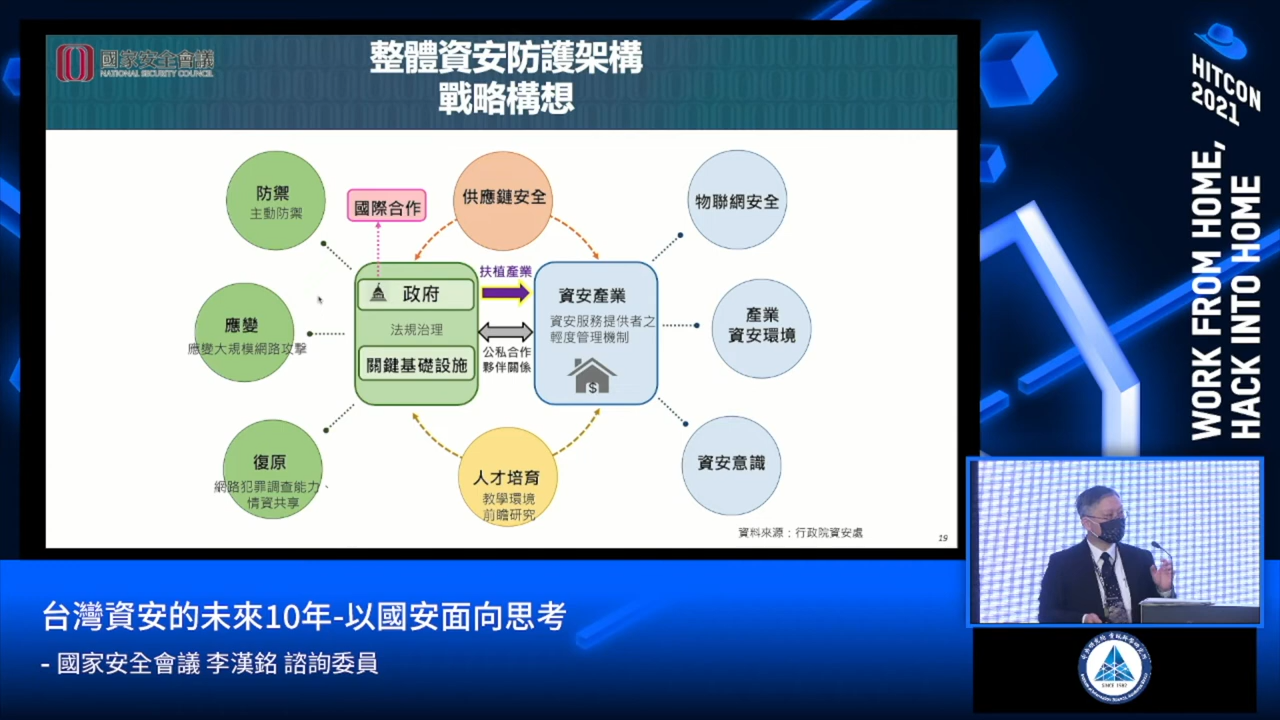 國家安全會議
NATIONAL SECURITY COUNCIL
整體資安防護架構
戰略構想
防禦
主動防禦
國際合作
供應鏈安全
物聯網安全
政府
法規治理
關鍵基礎設施
扶植產業
公私合作
夥伴關係
資安產業
資安服務提供者之
輕度管理機制
$
應變
應變大規模網路攻擊
產業
資安環境
復原
網路犯罪調查能力、
情資共享
人才培育
教學環境
前瞻研究
資安意識
資料來源：行政院資安處
19
HITCON
2021
WORK FROM HOME,
HACK INTO HOME
台灣資安的未來10年-以國安面向思考
- 國家安全會議 李漢銘 諮詢委員
SINCE 1982